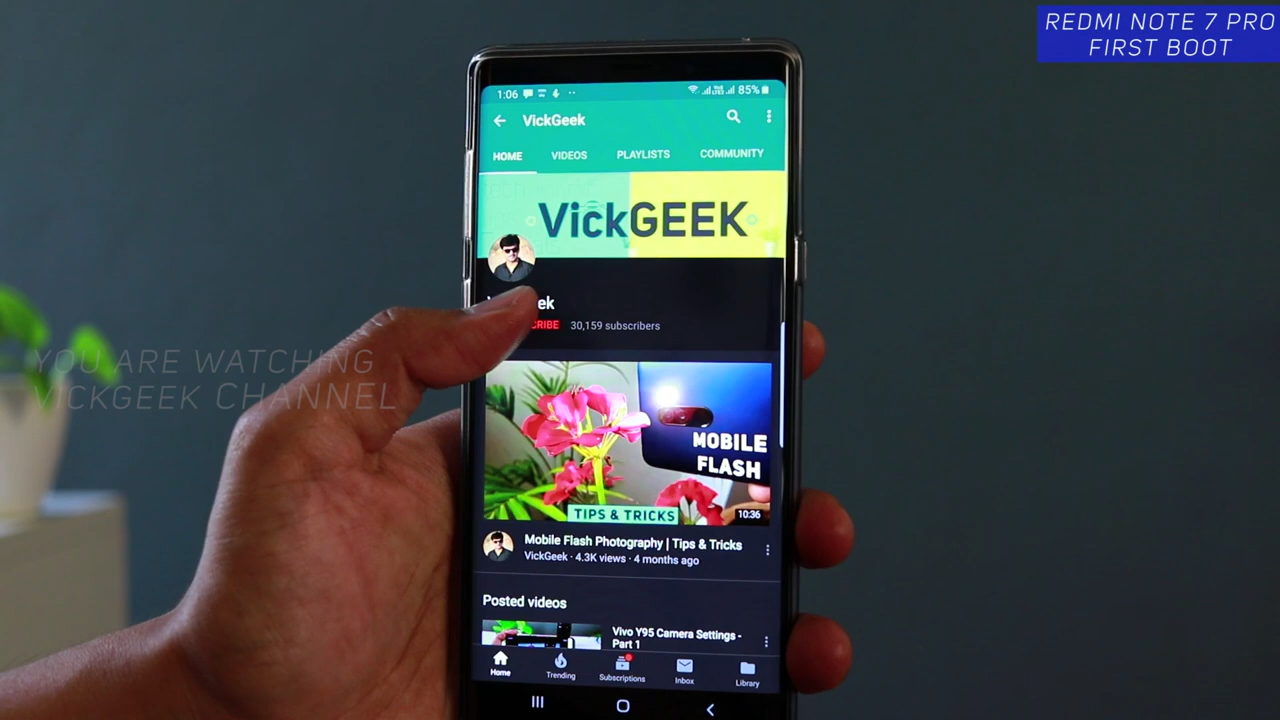 REDMI NOTE 7 PRO
FIRST BOOT
1:06
85%
VickGeek
HOME VIDEOS PLAYLISTS COMMUNITY
VickGEEK
ek
CRIBE 30,159 subscribers
YOU ARE WATCHING
VICKGEEK CHANNEL
MOBILE
FLASH
TIPS & TRICKS
10:36
Mobile Flash Photography | Tips & Tricks
VickGeek · 4.3K views · 4 months ago
Posted videos
Vivo Y95 Camera Settings -
Part 1
Home Trending Subscriptions Inbox Library